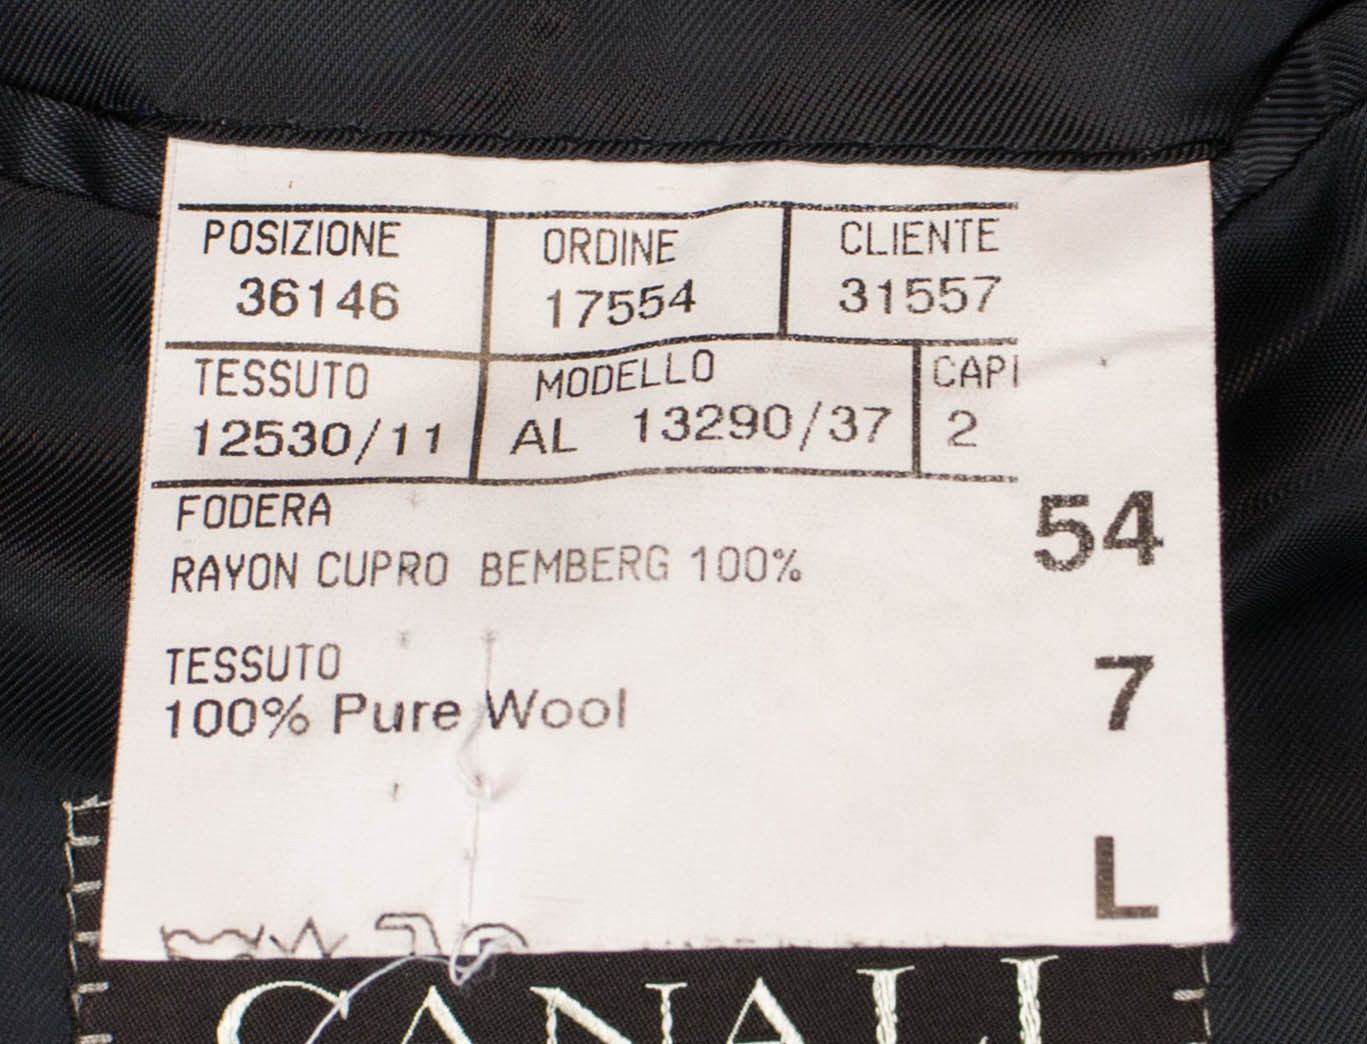 POSIZIONE ORDINE CLIENTE
36146 17554 31557
TESSUTO MODELLO CAPI
12530/11 AL 13290/37 2
FODERA
54
RAYON CUPRO BEMBERG 100%
TESSUTO
7
100% Pure Wool
L
CANALI